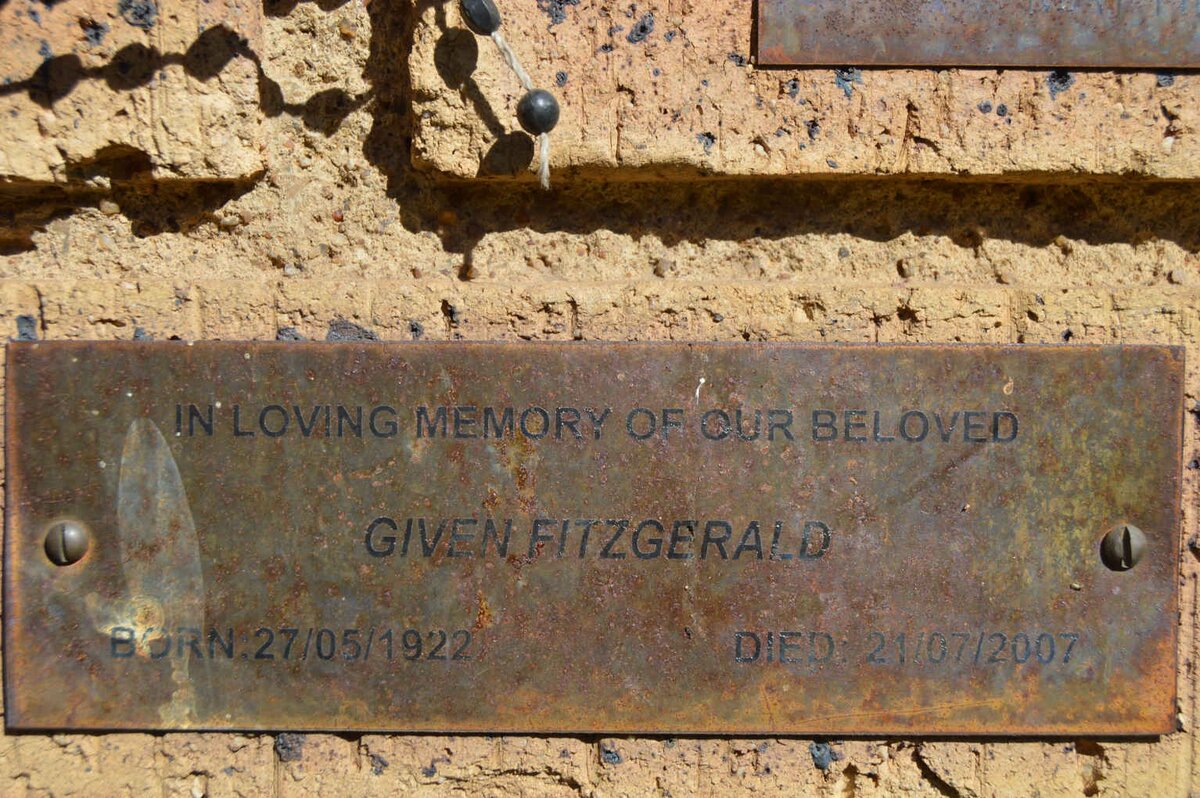 IN LOVING MEMORY OF OUR BELOVED
GIVEN FITZGERALD
BORN:27/05/1922 DIED: 21/07/2007